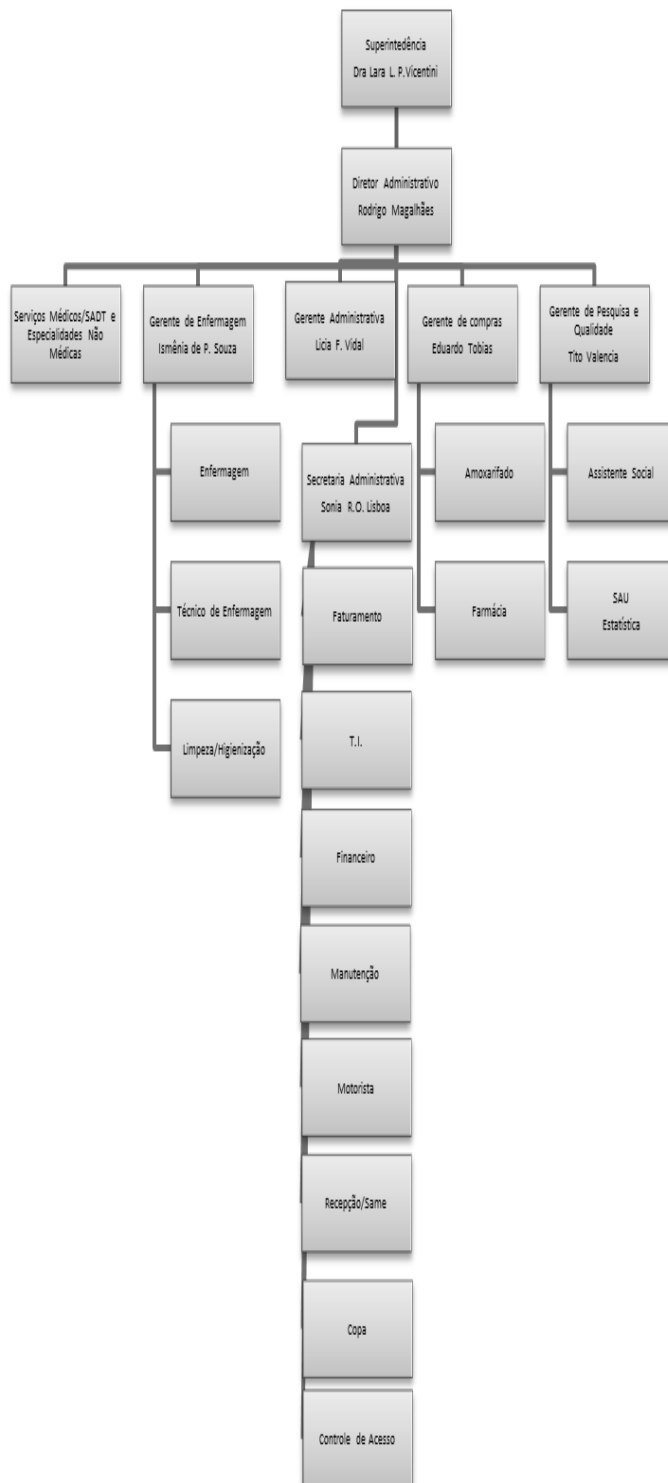 Superintedência
Dra Lara L. P.Vicentini
Diretor Administrativo
Rodrigo Magalhães
Serviços Médicos/SADT e
Especialidades Não
Médicas
Gerente de Enfermagem
Ismênia de P. Souza
Gerente Administrativa
Licia F. Vidal
Gerente de compras
Eduardo Tobias
Gerente de Pesquisa e
Qualidade
Tito Valencia
Enfermagem
Técnico de Enfermagem
Limpeza/Higienização
Secretaria Administrativa
Sonia R.O. Lisboa
Faturamento
T.I.
Financeiro
Manutenção
Motorista
Recepção/Same
Copa
Controle de Acesso
Amoxarifado
Farmácia
Assistente Social
SAU
Estatística